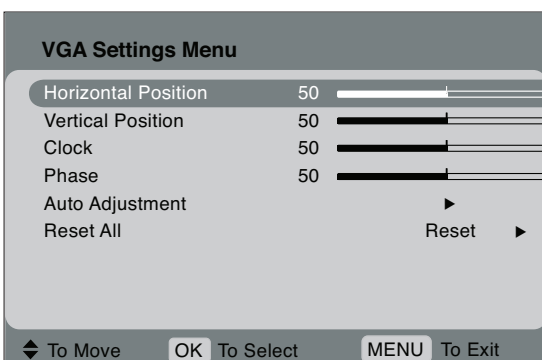 VGA Settings Menu
Horizontal Position 50
Vertical Position 50
Clock 50
Phase 50
Auto Adjustment
Reset All Reset
To Move OK To Select MENU To Exit